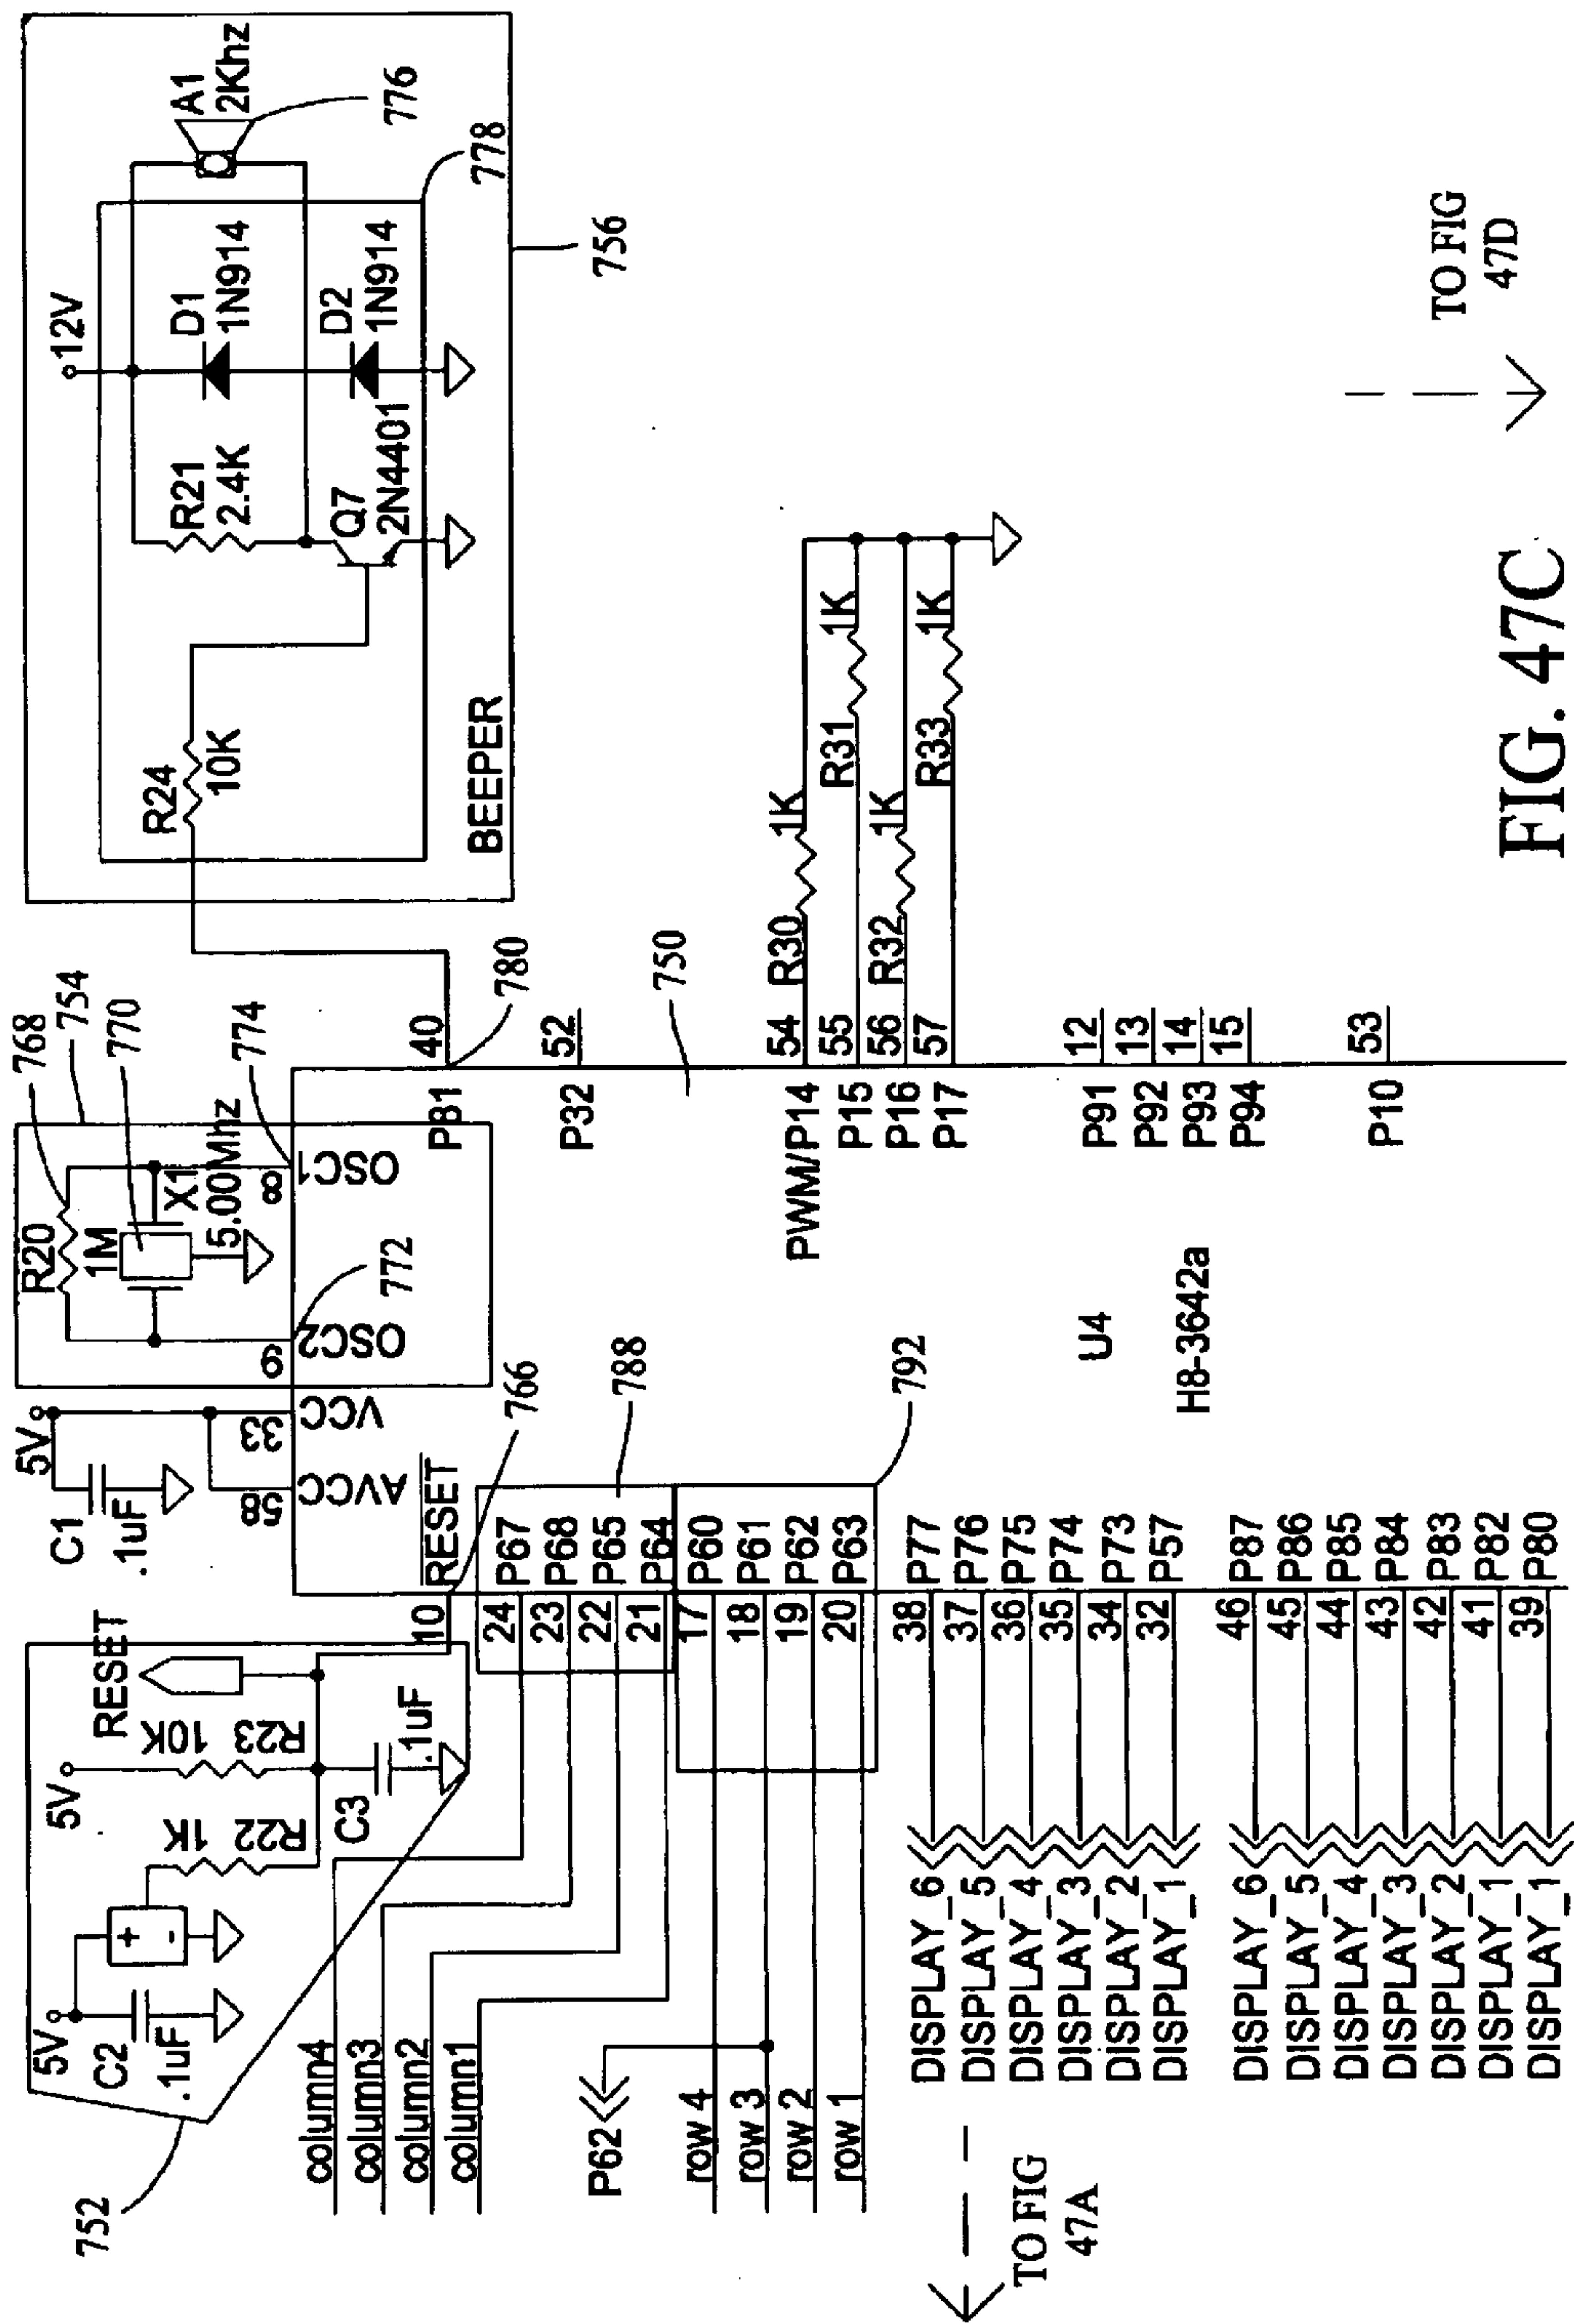 752
5V
C2
.1uF
+
-
1K R22
5V
10K R23
RESET
C3
.1uF
10
RESET
766
C1
.1uF
5V
58
AVCC
33
VCC
R20
1M
X1
5.00Mhz
9
OSC2
8
OSC1
772
768
754
770
774
P81
40
780
R24
10K
BEEPER
12V
R21
2.4K
D1
1N914
D2
1N914
Q7
2N4401
A1
2Khz
776
778
756
column4
column3
column2
column1
24
23
22
21
P67
P68
P65
P64
788
P62
row 4
row 3
row 2
row 1
17
18
19
20
P60
P61
P62
P63
792
P32
52
750
PWM/P14
54
R30
1K
P15
55
R31
1K
P16
56
R32
1K
P17
57
R33
1K
DISPLAY_6
38
P77
DISPLAY_5
37
P76
DISPLAY_4
36
P75
DISPLAY_3
35
P74
DISPLAY_2
34
P73
DISPLAY_1
32
P57
P91
12
P92
13
P93
14
P94
15
P10
53
U4
H8-3642a
DISPLAY_6
46
P87
DISPLAY_5
45
P86
DISPLAY_4
44
P85
DISPLAY_3
43
P84
DISPLAY_2
42
P83
DISPLAY_1
41
P82
DISPLAY_1
39
P80
TO FIG
47A
TO FIG
47D
FIG. 47C